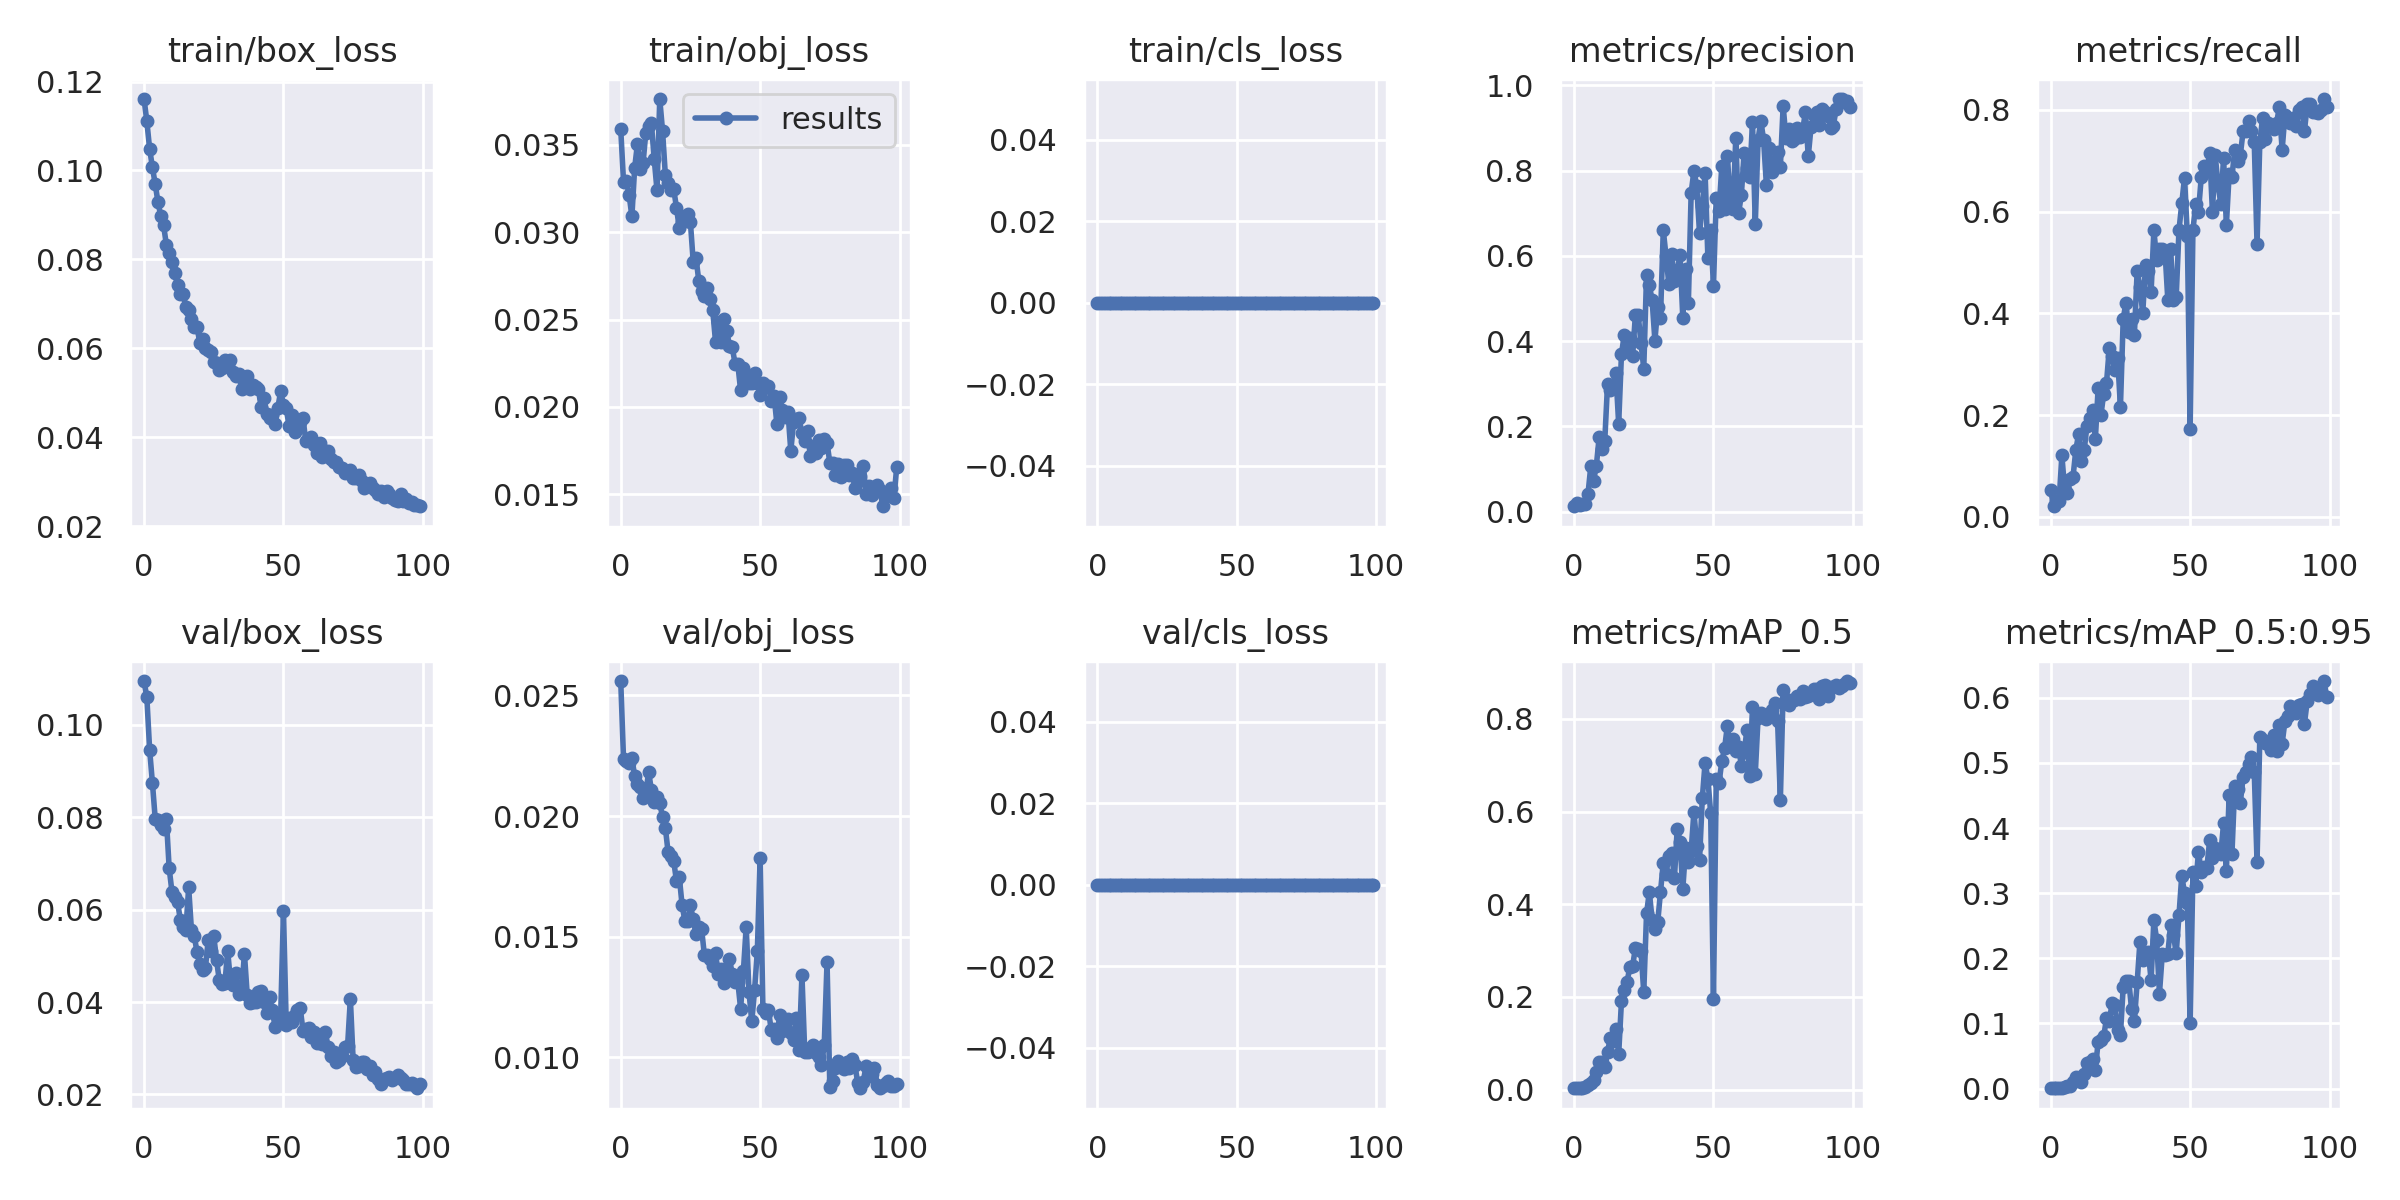 train/box_loss
0.12
0.10
0.08
0.06
0.04
0.02
0 50 100
train/obj_loss
results
0.035
0.030
0.025
0.020
0.015
0 50 100
train/cls_loss
0.04
0.02
0.00
−0.02
−0.04
0 50 100
metrics/precision
1.0
0.8
0.6
0.4
0.2
0.0
0 50 100
metrics/recall
0.8
0.6
0.4
0.2
0.0
0 50 100
val/box_loss
0.10
0.08
0.06
0.04
0.02
0 50 100
val/obj_loss
0.025
0.020
0.015
0.010
0 50 100
val/cls_loss
0.04
0.02
0.00
−0.02
−0.04
0 50 100
metrics/mAP_0.5
0.8
0.6
0.4
0.2
0.0
0 50 100
metrics/mAP_0.5:0.95
0.6
0.5
0.4
0.3
0.2
0.1
0.0
0 50 100